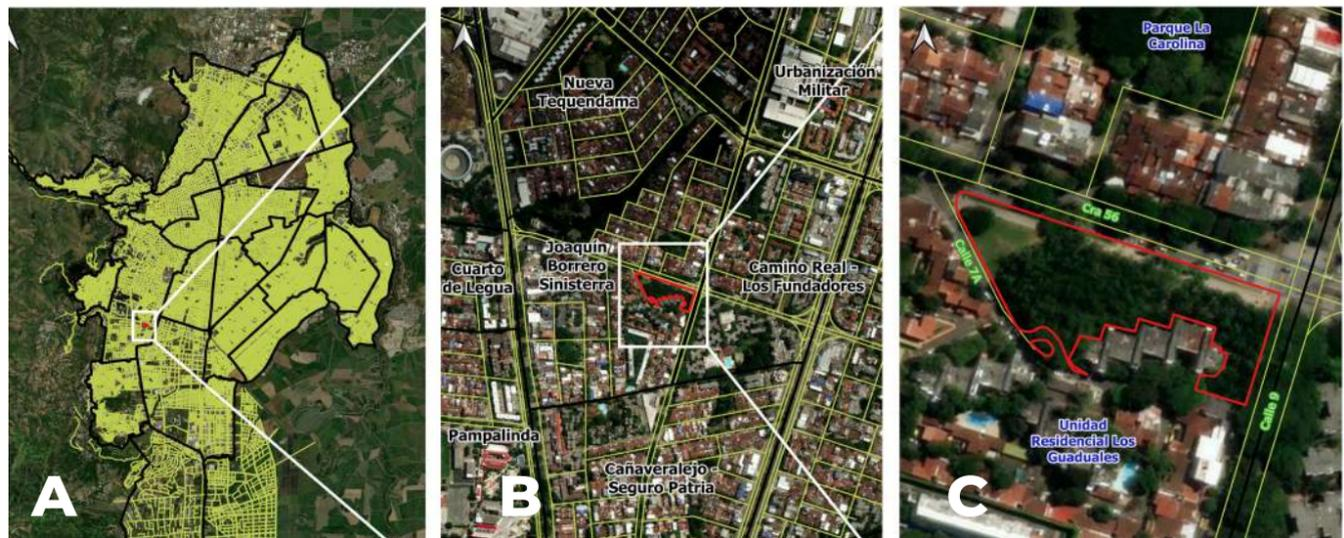 A
Nueva
Tequendama
Urbanización
Militar
Cuarto
de Legua
Joaquín
Borrero
Sinisterra
Camino Real -
Los Fundadores
Pampalinda
Cañaveralejo -
Seguro Patria
B
Parque La
Carolina
Cra 56
Calle 7A
Calle 9
Unidad
Residencial Los
Guaduales
C